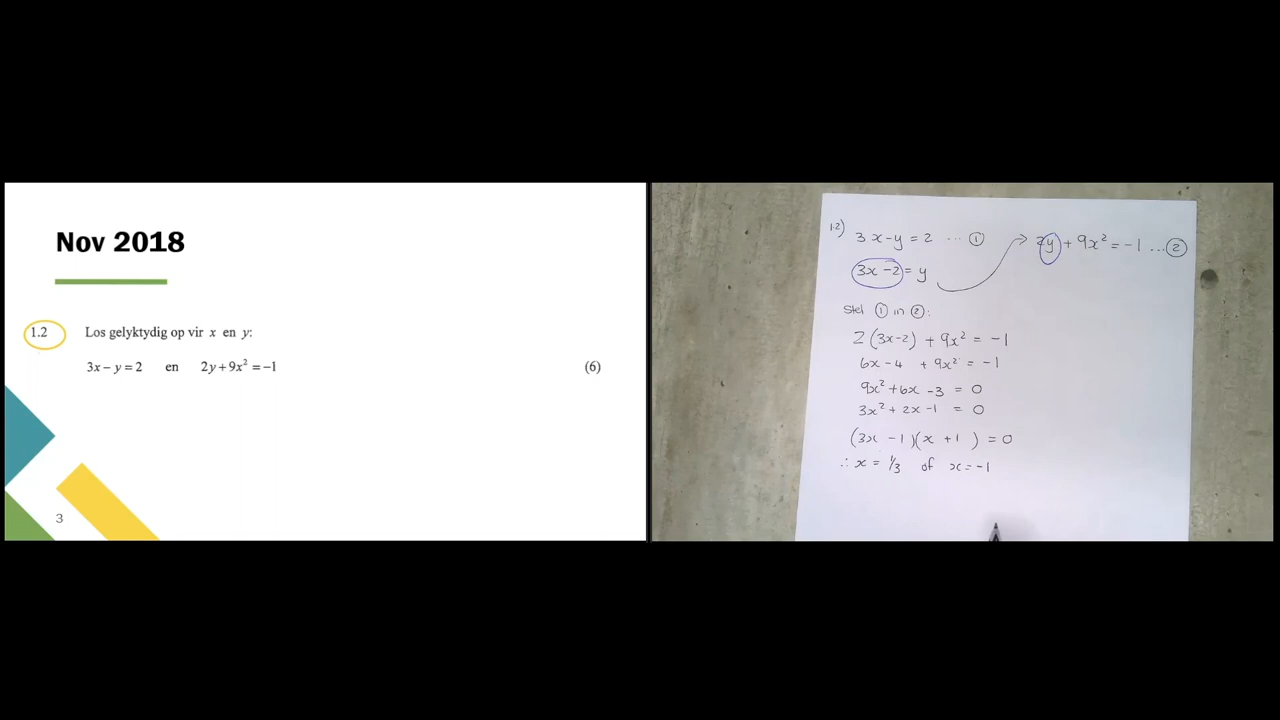 Nov 2018
1.2 Los gelyktydig op vir x en y:
3x – y = 2 en 2y + 9x² = –1 (6)
3
1.2) 3x - y = 2 ... ① 2y + 9x² = -1 ... ②
3x - 2 = y
Stel ① in ②:
2(3x-2) + 9x² = -1
6x - 4 + 9x² = -1
9x² + 6x - 3 = 0
3x² + 2x - 1 = 0
(3x - 1)(x + 1) = 0
∴ x = 1/3 of x = -1